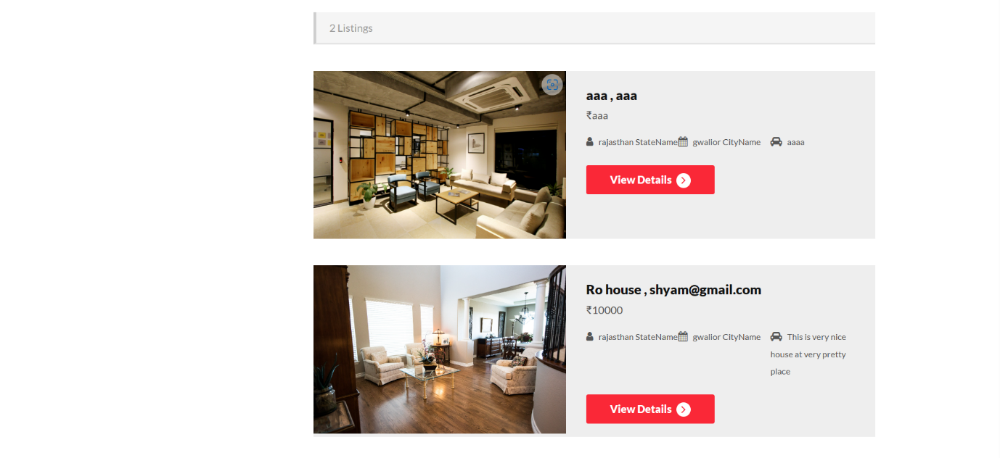 2 Listings
aaa , aaa
₹aaa
rajasthan StateName gwalior CityName aaaa
View Details
Ro house , shyam@gmail.com
₹10000
rajasthan StateName gwalior CityName This is very nice
house at very pretty
place
View Details